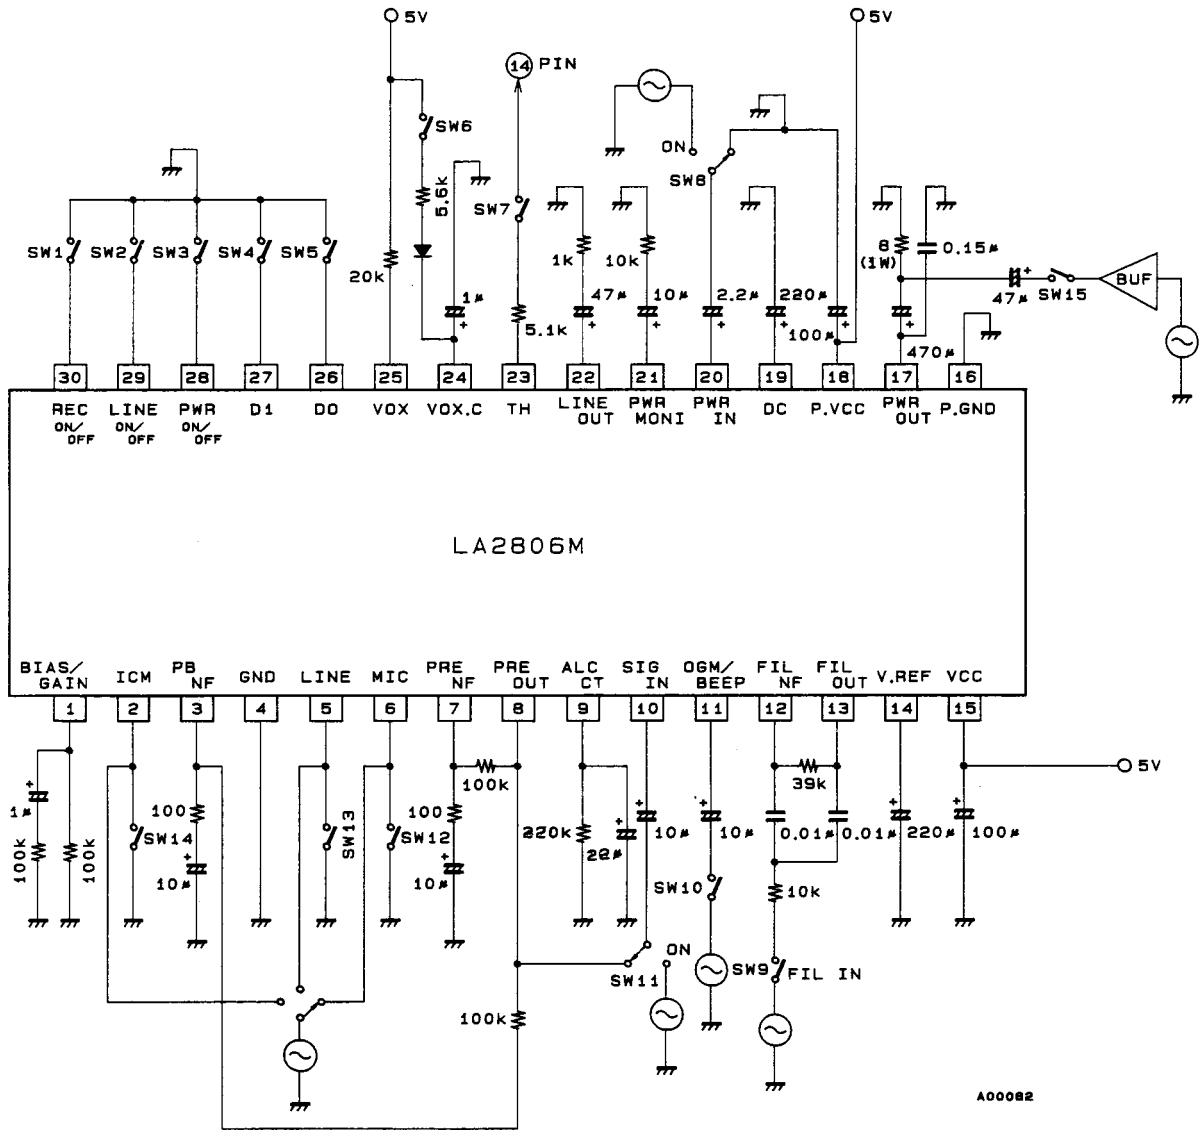 5V
5V
14 PIN
SW6
ON
SW8
5.6k
SW7
SW1
SW2
SW3
SW4
SW5
20k
1k
10k
8
(1W)
0.15µ
BUF
SW15
47µ
1µ
5.1k
47µ
10µ
2.2µ
220µ
100µ
470µ
30 29 28 27 26 25 24 23 22 21 20 19 18 17 16
REC ON/OFF
LINE ON/OFF
PWR ON/OFF
D1
D0
VOX
VOX.C
TH
LINE OUT
PWR MONI
PWR IN
DC
P.VCC
PWR OUT
P.GND
LA2806M
BIAS/GAIN
ICM
PB NF
GND
LINE
MIC
PRE NF
PRE OUT
ALC CT
SIG IN
OGM/BEEP
FIL NF
FIL OUT
V.REF
VCC
1 2 3 4 5 6 7 8 9 10 11 12 13 14 15
5V
100k
39k
1µ
100k
100k
SW14
100
10µ
SW13
SW12
100
10µ
220k
22µ
10µ
10µ
0.01µ
0.01µ
220µ
100µ
SW10
10k
ON
SW11
SW9
FIL IN
100k
A00082